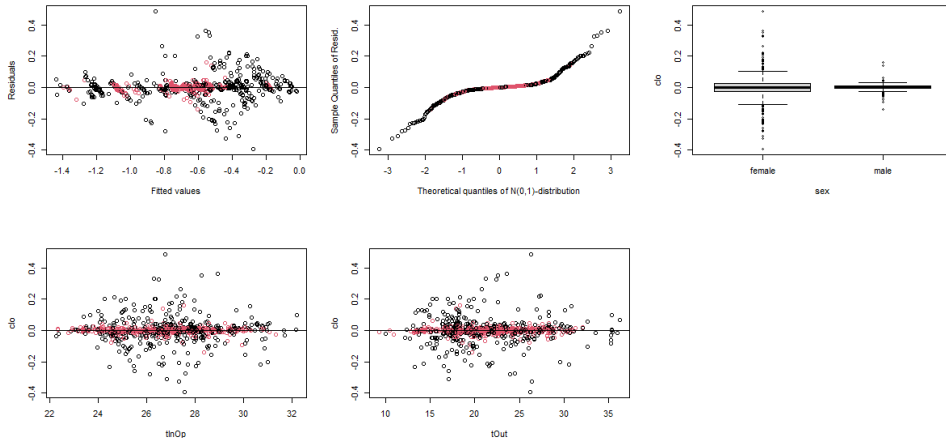 Residuals
0.4
0.2
0.0
-0.2
-0.4
-1.4 -1.2 -1.0 -0.8 -0.6 -0.4 -0.2 0.0
Fitted values
Sample Quantiles of Resid.
0.4
0.2
0.0
-0.2
-0.4
-3 -2 -1 0 1 2 3
Theoretical quantiles of N(0,1)-distribution
clo
0.4
0.2
0.0
-0.2
-0.4
female male
sex
clo
0.4
0.2
0.0
-0.2
-0.4
22 24 26 28 30 32
tInOp
clo
0.4
0.2
0.0
-0.2
-0.4
10 15 20 25 30 35
tOut